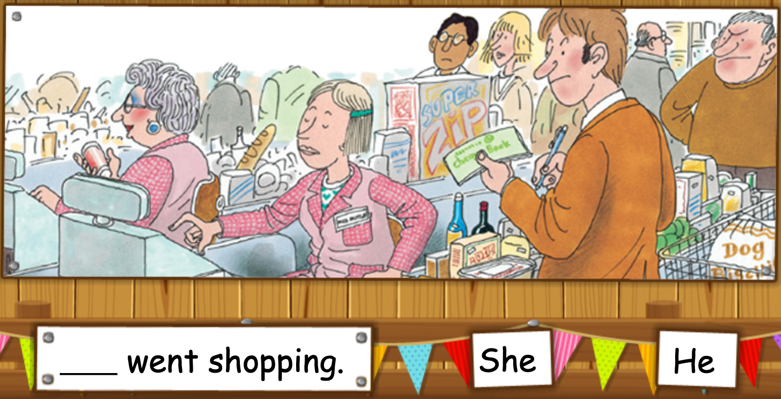 SUPER
ZIP
Dog
___ went shopping.
She
He